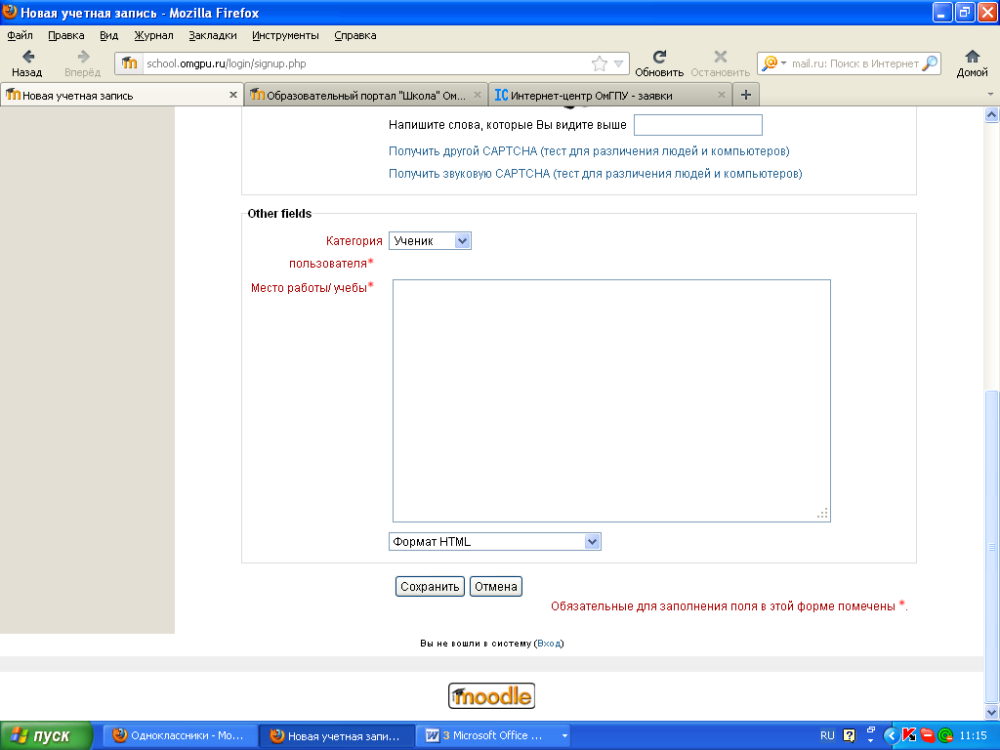 Новая учетная запись - Mozilla Firefox
Файл Правка Вид Журнал Закладки Инструменты Справка
Назад Вперёд school.omgpu.ru/login/signup.php Обновить Остановить mail.ru: Поиск в Интернет Домой
Новая учетная запись Образовательный портал "Школа" Ом... IC Интернет-центр ОмГПУ - заявки
Напишите слова, которые Вы видите выше
Получить другой CAPTCHA (тест для различения людей и компьютеров)
Получить звуковую CAPTCHA (тест для различения людей и компьютеров)
Other fields
Категория пользователя* Ученик
Место работы/ учебы*
Формат HTML
Сохранить Отмена
Обязательные для заполнения поля в этой форме помечены *.
Вы не вошли в систему (Вход)
moodle
пуск Одноклассники - Mo... Новая учетная запи... 3 Microsoft Office ... RU 11:15